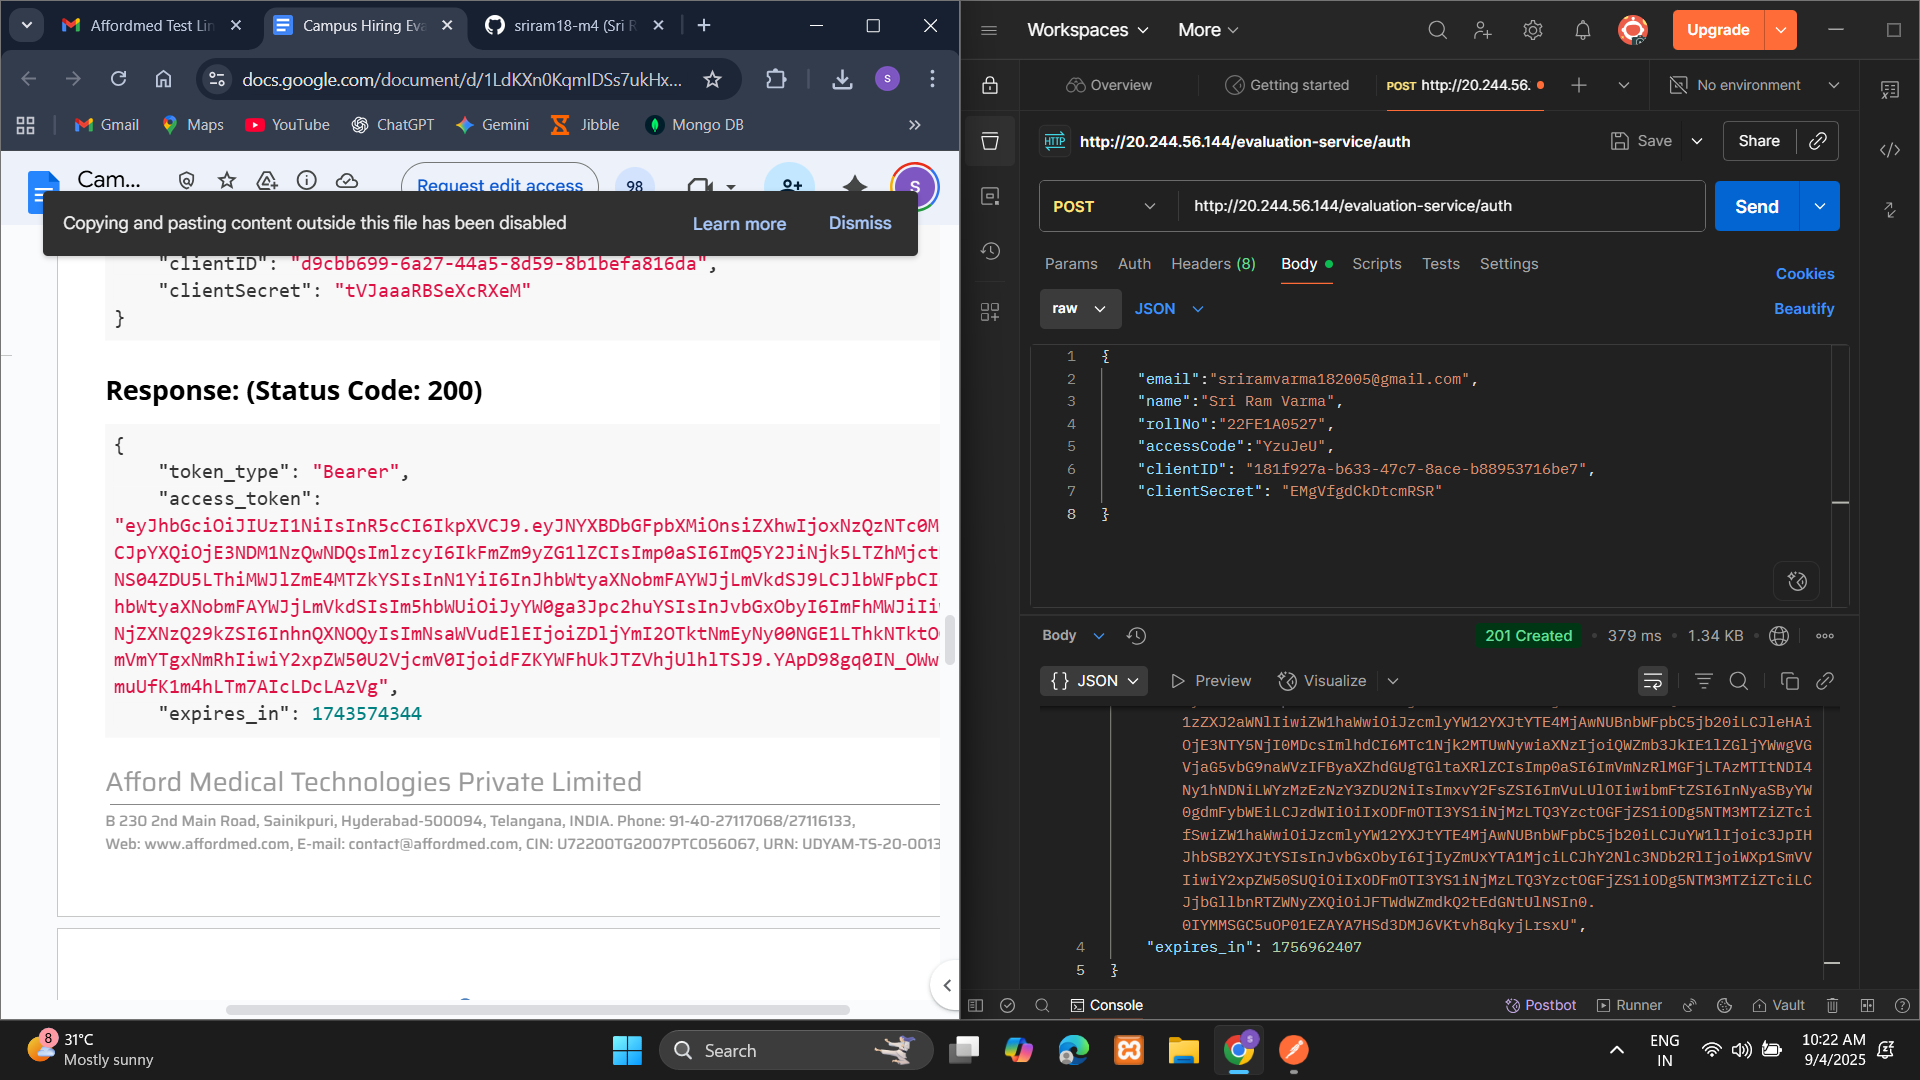 Affordmed Test Lin
Campus Hiring Eva
sriram18-m4 (Sri R
docs.google.com/document/d/1LdKXn0KqmIDSs7ukHx...
S
Gmail
Maps
YouTube
ChatGPT
Gemini
Jibble
Mongo DB
Cam...
Request edit access
98
S
Copying and pasting content outside this file has been disabled
Learn more
Dismiss
"clientID": "d9cbb699-6a27-44a5-8d59-8b1befa816da",
"clientSecret": "tVJaaaRBSeXcRXeM"
}
Response: (Status Code: 200)
{
"token_type": "Bearer",
"access_token":
"eyJhbGciOiJIUzI1NiIsInR5cCI6IkpXVCJ9.eyJNYXBDbGFpbXMiOnsiZXhwIjoxNzQzNTc0M
CJpYXQiOjE3NDM1NzQwNDQsImlzcyI6IkFmZm9yZG1lZCIsImp0aSI6ImQ5Y2JiNjk5LTZhMjct
NS04ZDU5LThiMWJlZmE4MTZkYSIsInN1YiI6InJhbWtyaXNobmFAYWJjLmVkdSJ9LCJlbWFpbCI
hbWtyaXNobmFAYWJjLmVkdSIsIm5hbWUiOiJyYW0ga3Jpc2huYSIsInJvbGxObyI6ImFhMWJiIi
NjZXNzQ29kZSI6InhnQXNOQyIsImNsaWVudElEIjoiZDljYmI2OTktNmEyNy00NGE1LThkNTktO
mVmYTgxNmRhIiwiY2xpZW50U2VjcmV0IjoidFZKYWFhUkJTZVhjUlhlTSJ9.YApD98gq0IN_OWw
muUfK1m4hLTm7AIcLDcLAzVg",
"expires_in": 1743574344
Afford Medical Technologies Private Limited
B 230 2nd Main Road, Sainikpuri, Hyderabad-500094, Telangana, INDIA. Phone: 91-40-27117068/27116133,
Web: www.affordmed.com, E-mail: contact@affordmed.com, CIN: U72200TG2007PTC056067, URN: UDYAM-TS-20-0013
Workspaces
More
Upgrade
Overview
Getting started
POST http://20.244.56.
No environment
HTTP
http://20.244.56.144/evaluation-service/auth
Save
Share
POST
http://20.244.56.144/evaluation-service/auth
Send
Params
Auth
Headers (8)
Body
Scripts
Tests
Settings
Cookies
raw
JSON
Beautify
1 {
2 "email":"sriramvarma182005@gmail.com",
3 "name":"Sri Ram Varma",
4 "rollNo":"22FE1A0527",
5 "accessCode":"YzuJeU",
6 "clientID": "181f927a-b633-47c7-8ace-b88953716be7",
7 "clientSecret": "EMgVfgdCkDtcmRSR"
8 }
Body
201 Created
379 ms
1.34 KB
{} JSON
Preview
Visualize
1zZXJ2aWNlIiwiZW1haWwiOiJzcmlyYW12YXJtYTE4MjAwNUBnbWFpbC5jb20iLCJleHAi
OjE3NTY5NjI0MDcsImlhdCI6MTc1Njk2MTUwNywiaXNzIjoiQWZmb3JkIE1lZGljYWwgVG
VjaG5vbG9naWVzIFByaXZhdGUgTGltaXRlZCIsImp0aSI6ImVmNzRlMGFjLTAzMTItNDI4
Ny1hNDNiLWYzMzEzNzY3ZDU2NiIsImxvY2FsZSI6ImVuLUlOIiwibmFtZSI6InNyaSByYW
0gdmFybWEiLCJzdWIiOiIxODFmOTI3YS1iNjMzLTQ3YzctOGFjZS1iODg5NTM3MTZiZTci
fSwiZW1haWwiOiJzcmlyYW12YXJtYTE4MjAwNUBnbWFpbC5jb20iLCJuYW1lIjoic3JpIH
JhbSB2YXJtYSIsInJvbGxObyI6IjIyZmUxYTA1MjciLCJhY2Nlc3NDb2RlIjoiWXp1SmVV
IiwiY2xpZW50SUQiOiIxODFmOTI3YS1iNjMzLTQ3YzctOGFjZS1iODg5NTM3MTZiZTciLC
JjbGllbnRTZWNyZXQiOiJFTWdWZmdkQ2tEdGNtUlNSIn0.
0IYMMSGC5uOP01EZAYA7HSd3DMJ6VKtvh8qkyjLrsxU",
4 "expires_in": 1756962407
5 }
Console
Postbot
Runner
Vault
8
31°C
Mostly sunny
Search
ENG
IN
10:22 AM
9/4/2025